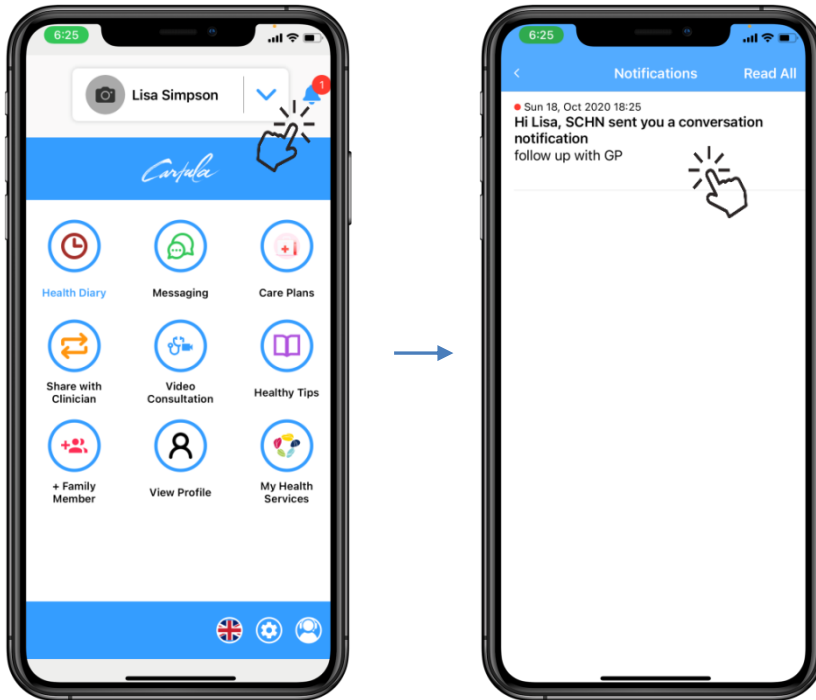 6:25
Lisa Simpson
1
Cartula
Health Diary
Messaging
Care Plans
Share with
Clinician
Video
Consultation
Healthy Tips
+ Family
Member
View Profile
My Health
Services
6:25
Notifications
Read All
Sun 18, Oct 2020 18:25
Hi Lisa, SCHN sent you a conversation
notification
follow up with GP